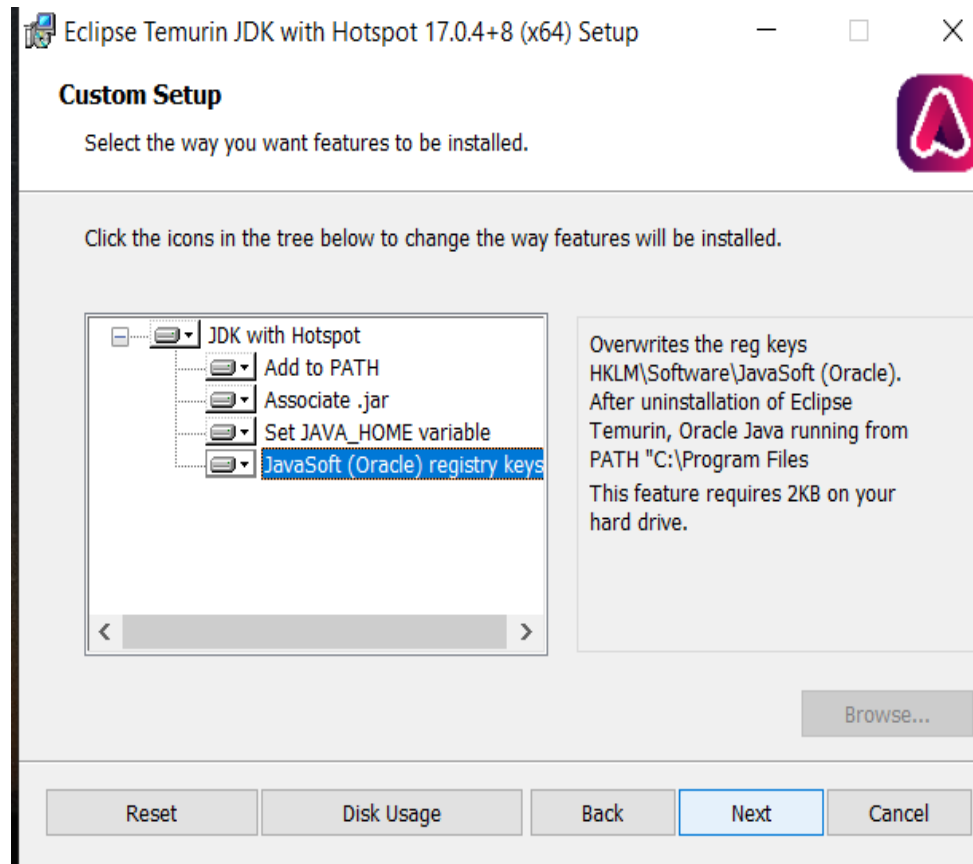 Eclipse Temurin JDK with Hotspot 17.0.4+8 (x64) Setup
Custom Setup
Select the way you want features to be installed.
Click the icons in the tree below to change the way features will be installed.
JDK with Hotspot
Add to PATH
Associate .jar
Set JAVA_HOME variable
JavaSoft (Oracle) registry keys
Overwrites the reg keys
HKLM\Software\JavaSoft (Oracle).
After uninstallation of Eclipse
Temurin, Oracle Java running from
PATH "C:\Program Files
This feature requires 2KB on your
hard drive.
Browse...
Reset Disk Usage Back Next Cancel